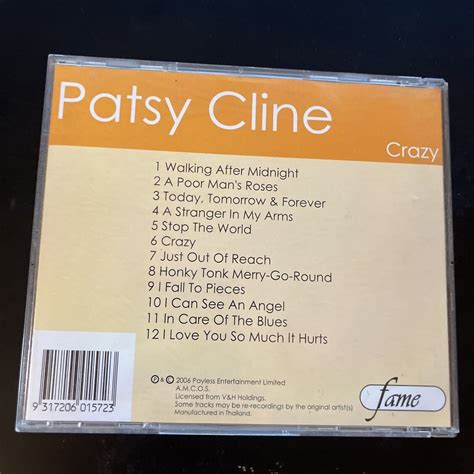 Patsy Cline
Crazy
1 Walking After Midnight
2 A Poor Man's Roses
3 Today, Tomorrow & Forever
4 A Stranger In My Arms
5 Stop The World
6 Crazy
7 Just Out Of Reach
8 Honky Tonk Merry-Go-Round
9 I Fall To Pieces
10 I Can See An Angel
11 In Care Of The Blues
12 I Love You So Much It Hurts
℗ & © 2006 Payless Entertainment Limited
A.M.C.O.S.
Licensed from V&H Holdings.
Some tracks may be re-recordings by the original artist(s)
Manufactured in Thailand.
9 317206 015723
fame